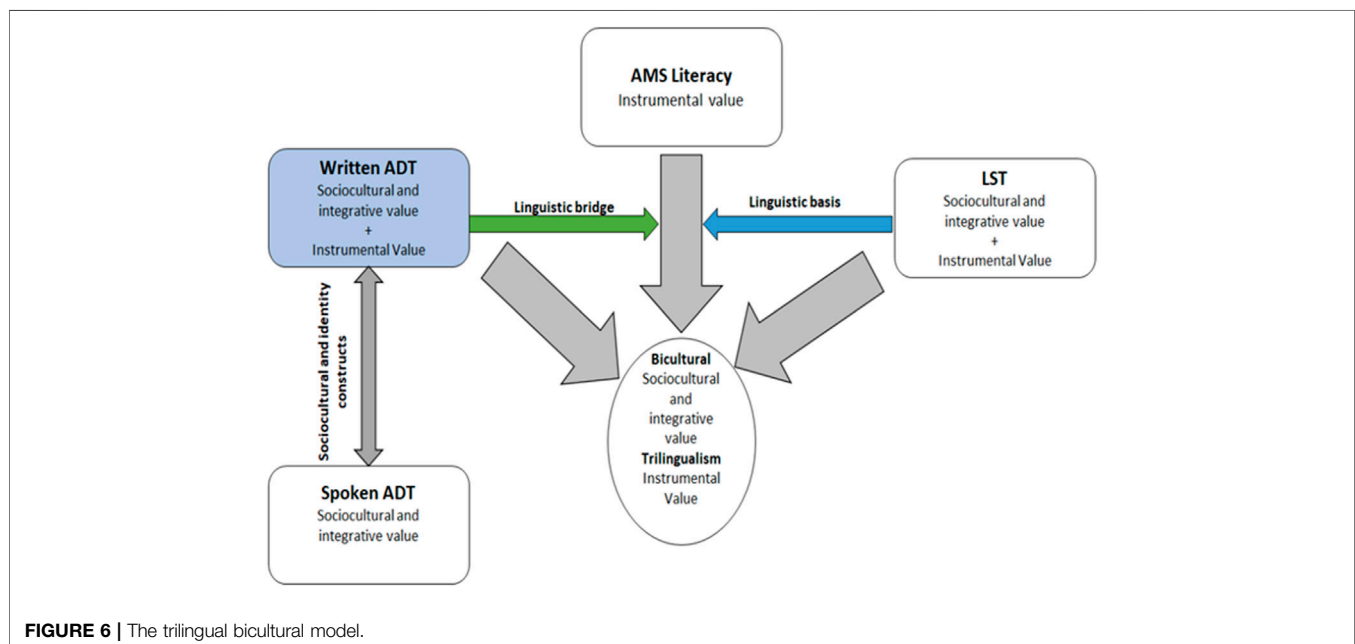 AMS Literacy
Instrumental value
Written ADT
Sociocultural and
integrative value
+
Instrumental Value
Linguistic bridge
Linguistic basis
LST
Sociocultural and
integrative value
+
Instrumental Value
Sociocultural and identity
constructs
Bicultural
Sociocultural
and
integrative
value
Trilingualism
Instrumental
Value
Spoken ADT
Sociocultural and
integrative value
FIGURE 6 | The trilingual bicultural model.